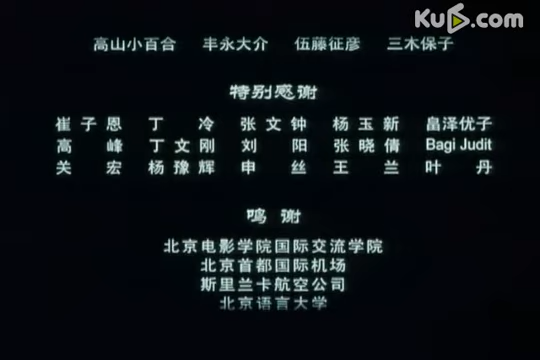 Ku6.com
高山小百合 丰永大介 伍藤征彦 三木保子
特别感谢
崔子恩 丁冷 张文钟 杨玉新 畠泽优子
高峰 丁文刚 刘阳 张晓倩 Bagi Judit
关宏 杨豫辉 申丝 王兰 叶丹
鸣谢
北京电影学院国际交流学院
北京首都国际机场
斯里兰卡航空公司
北京语言大学